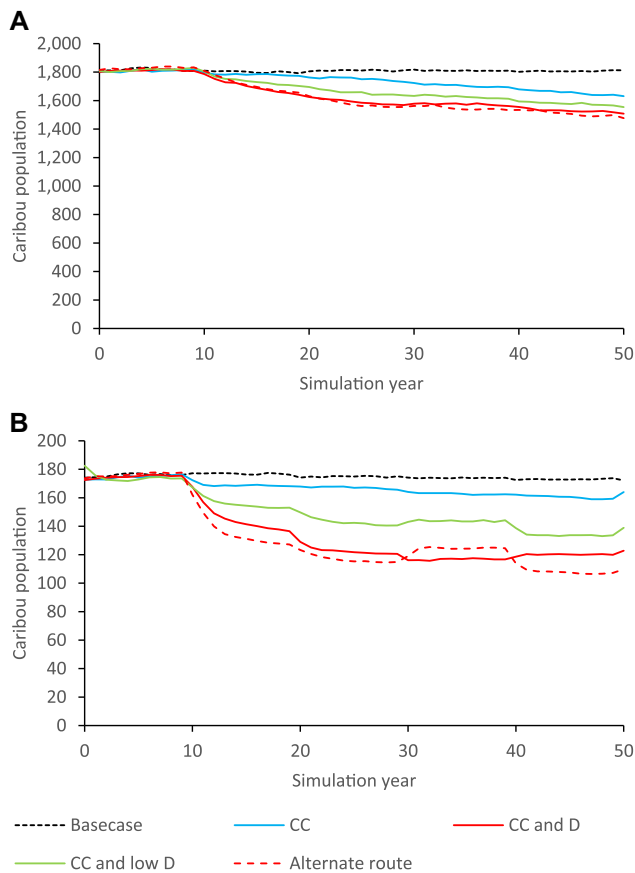 A
2,000
1,800
1,600
1,400
1,200
1,000
800
600
400
200
0
Caribou population
0 10 20 30 40 50
Simulation year
B
200
180
160
140
120
100
80
60
40
20
0
Caribou population
0 10 20 30 40 50
Simulation year
Basecase CC CC and D
CC and low D Alternate route